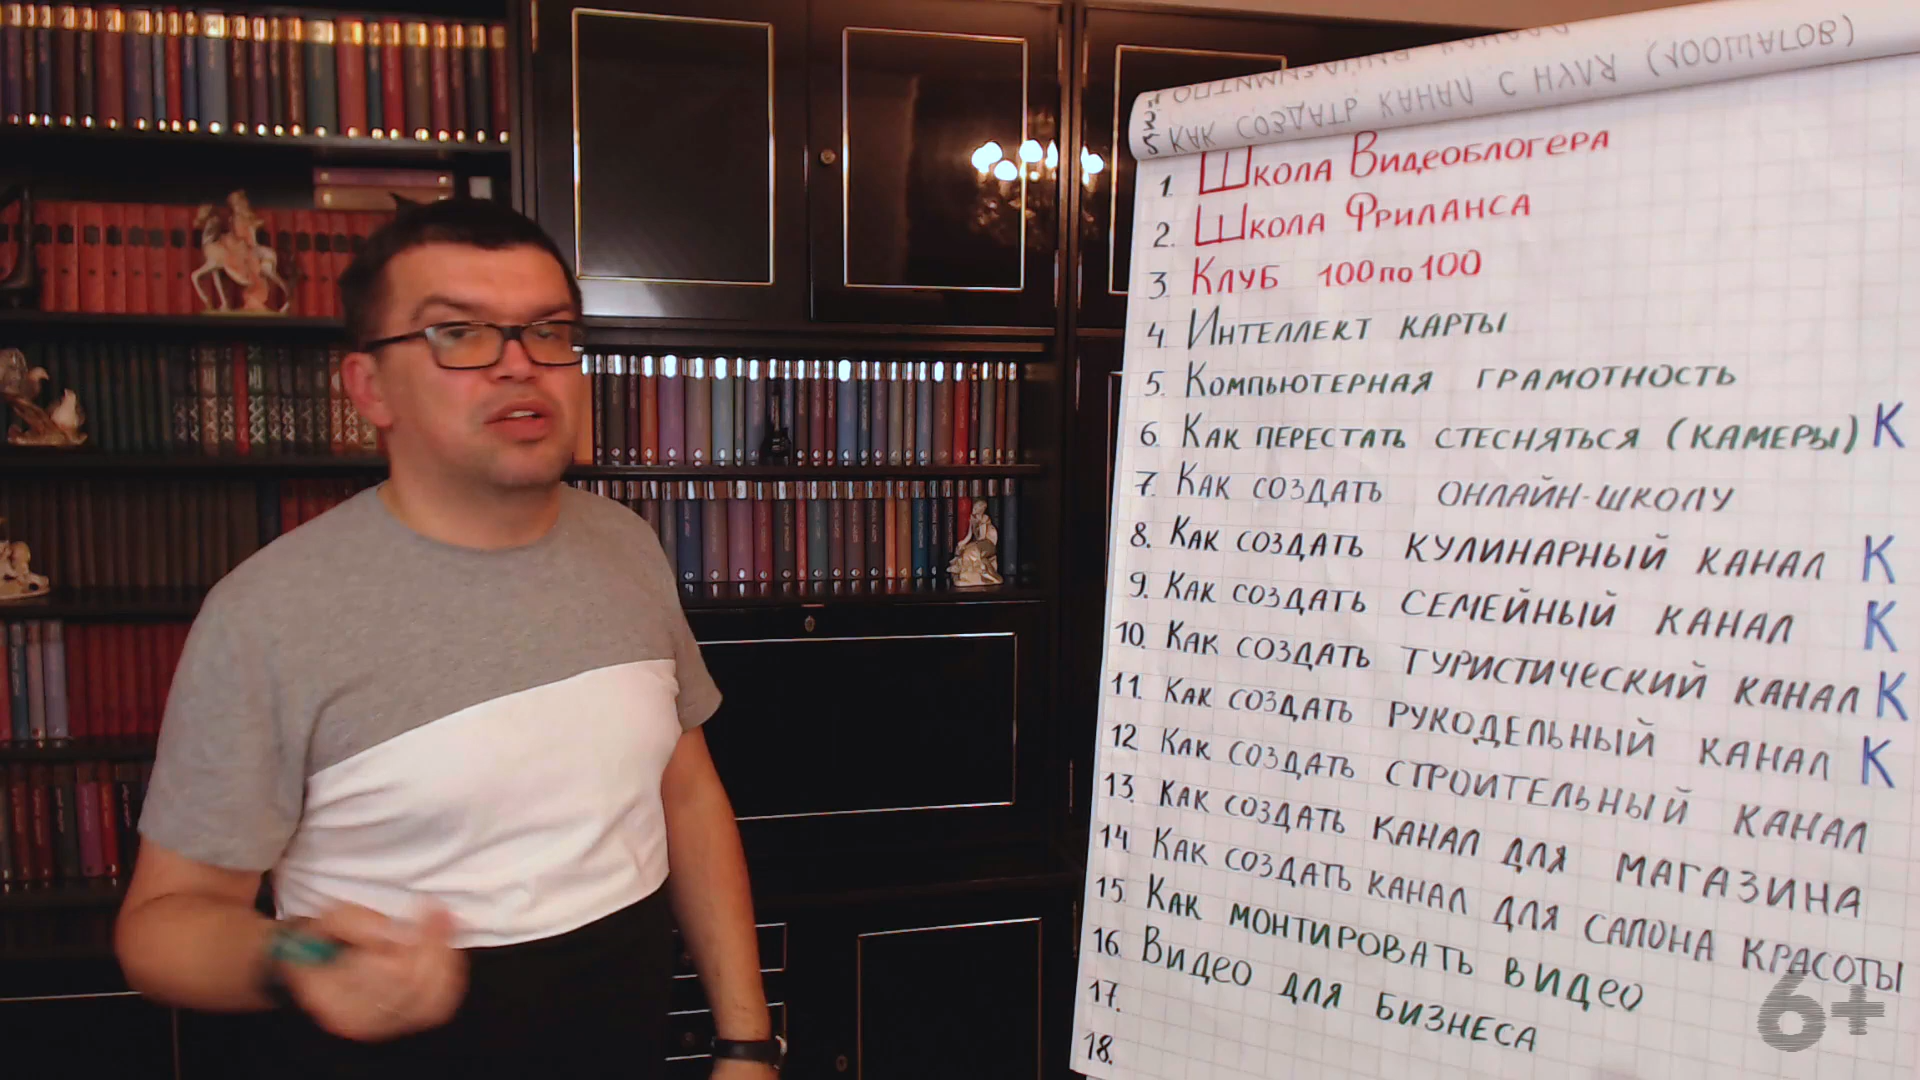 КАК СОЗДАТЬ КАНАЛ С НУЛЯ (100ШАГОВ)
1. Школа Видеоблогера
2. Школа Фриланса
3. Клуб 100 по 100
4. Интеллект карты
5. Компьютерная грамотность
6. Как перестать стесняться (камеры) К
7. Как создать онлайн-школу
8. Как создать кулинарный канал К
9. Как создать семейный канал К
10. Как создать туристический канал К
11. Как создать рукодельный канал К
12 Как создать строительный канал
13. Как создать канал для магазина
14. Как создать канал для салона красоты
15. Как монтировать видео
16. Видео для бизнеса
17.
18.
6+